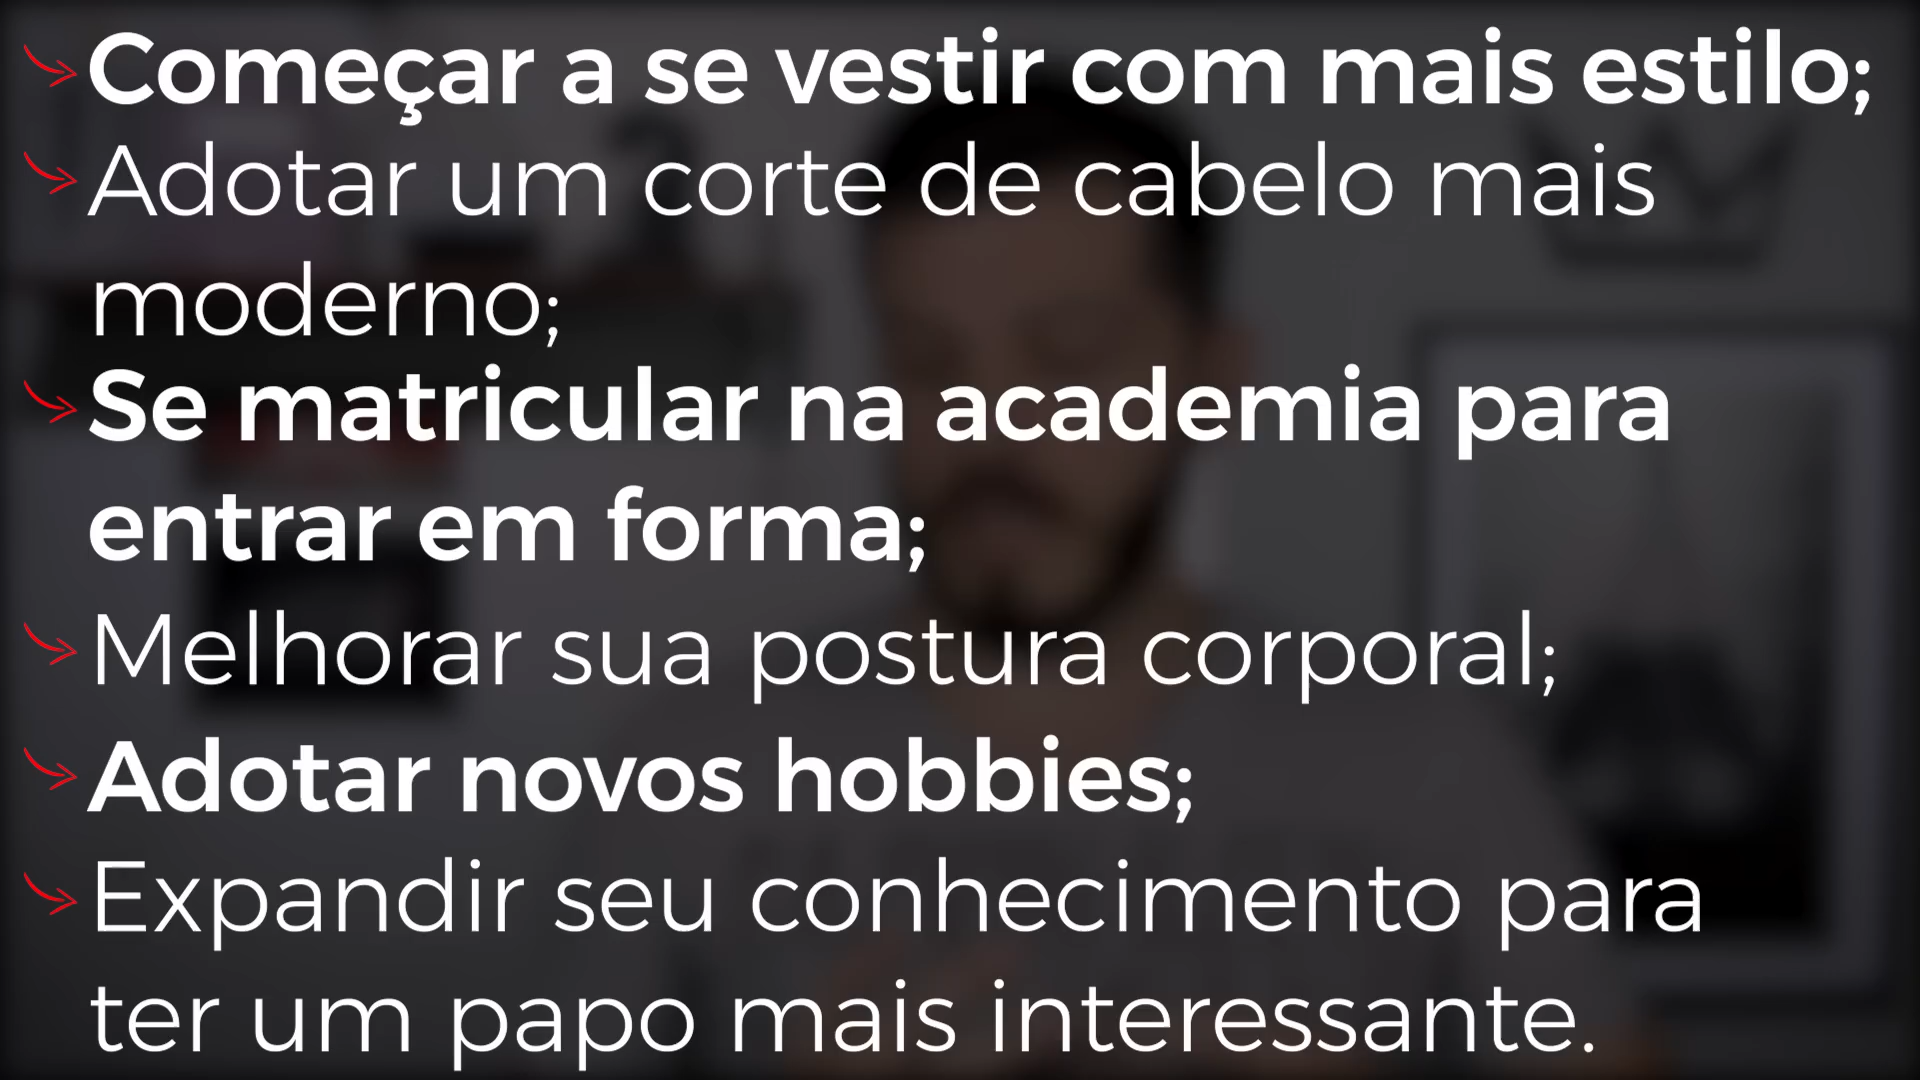 Começar a se vestir com mais estilo;
Adotar um corte de cabelo mais
moderno;
Se matricular na academia para
entrar em forma;
Melhorar sua postura corporal;
Adotar novos hobbies;
Expandir seu conhecimento para
ter um papo mais interessante.